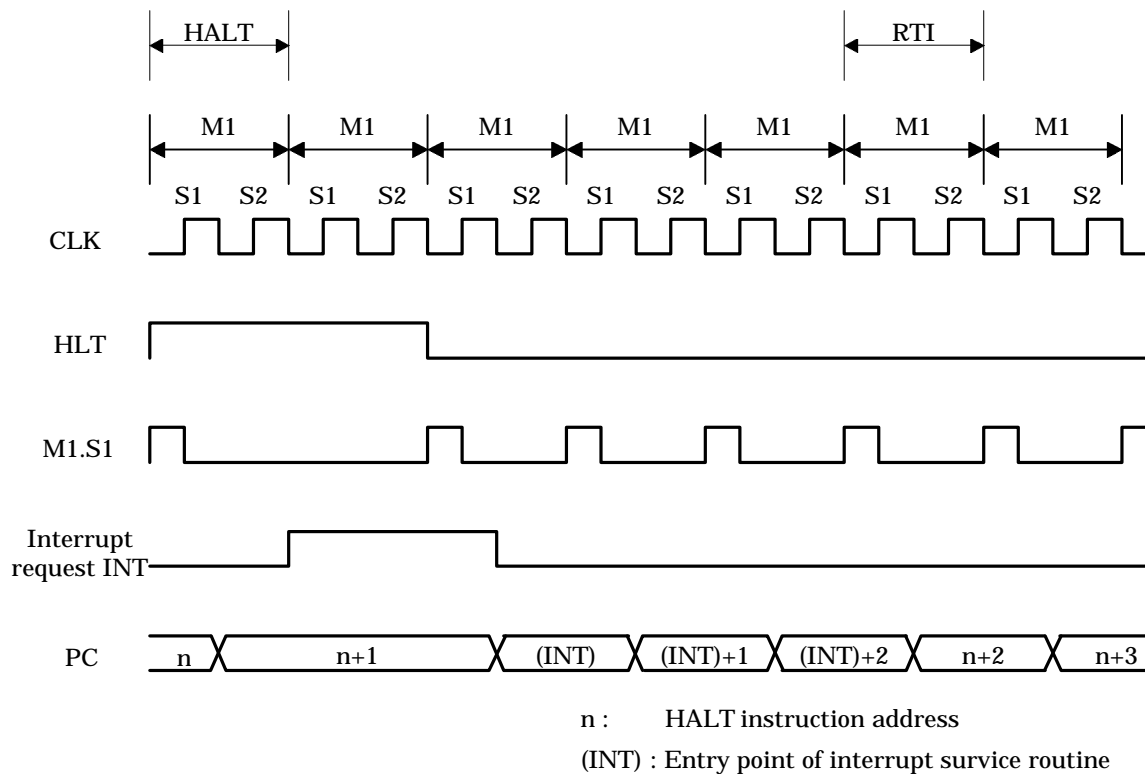 HALT RTI
M1 M1 M1 M1 M1 M1 M1
S1 S2 S1 S2 S1 S2 S1 S2 S1 S2 S1 S2 S1 S2
CLK
HLT
M1.S1
Interrupt
request INT
PC n n+1 (INT) (INT)+1 (INT)+2 n+2 n+3
n : HALT instruction address
(INT) : Entry point of interrupt survice routine